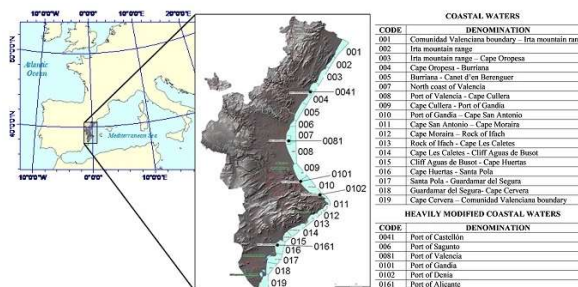 10°0'0"W 0°0'0" 10°0'0"E 20°0'0"E
50°0'0"N
Atlantic
Ocean
40°0'0"N
Mediterranean Sea
10°0'0"W 0°0'0" 10°0'0"E
001
002
003
0041
004
005
006
007
0081
008
009
0101
010
0102
011
012
013
014
015
0161
016
017
018
019
COASTAL WATERS
CODE DENOMINATION
001 Comunidad Valenciana boundary – Irta mountain ran
002 Irta mountain range
003 Irta mountain range – Cape Oropesa
004 Cape Oropesa - Burriana
005 Burriana - Canet d'en Berenguer
007 North coast of Valencia
008 Port of Valencia - Cape Cullera
009 Cape Cullera - Port of Gandia
010 Port of Gandia – Cape San Antonio
011 Cape San Antonio – Cape Moraira
012 Cape Moraira – Rock of Ifach
013 Rock of Ifach – Cape Les Caletes
014 Cape Les Caletes - Cliff Aguas de Busot
015 Cliff Aguas de Busot - Cape Huertas
016 Cape Huertas - Santa Pola
017 Santa Pola - Guardamar del Segura
018 Guardamar del Segura- Cape Cervera
019 Cape Cervera – Comunidad Valenciana boundary
HEAVILY MODIFIED COASTAL WATERS
CODE DENOMINATION
0041 Port of Castellón
006 Port of Sagunto
0081 Port of Valencia
0101 Port of Gandia
0102 Port of Denia
0161 Port of Alicante